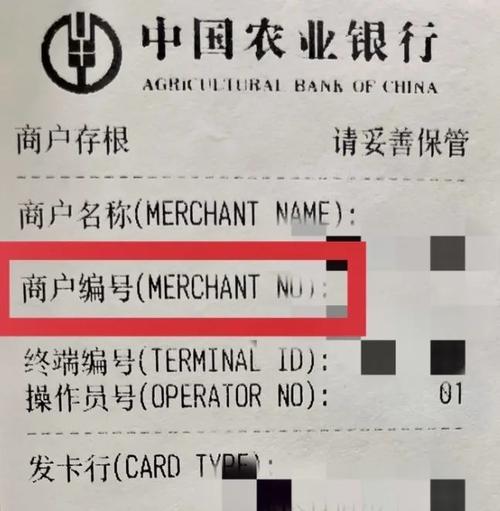 中国农业银行
AGRICULTURAL BANK OF CHINA
商户存根 请妥善保管
商户名称(MERCHANT NAME):
商户编号(MERCHANT NO):
终端编号(TERMINAL ID):
操作员号(OPERATOR NO): 01
发卡行(CARD TYPE):